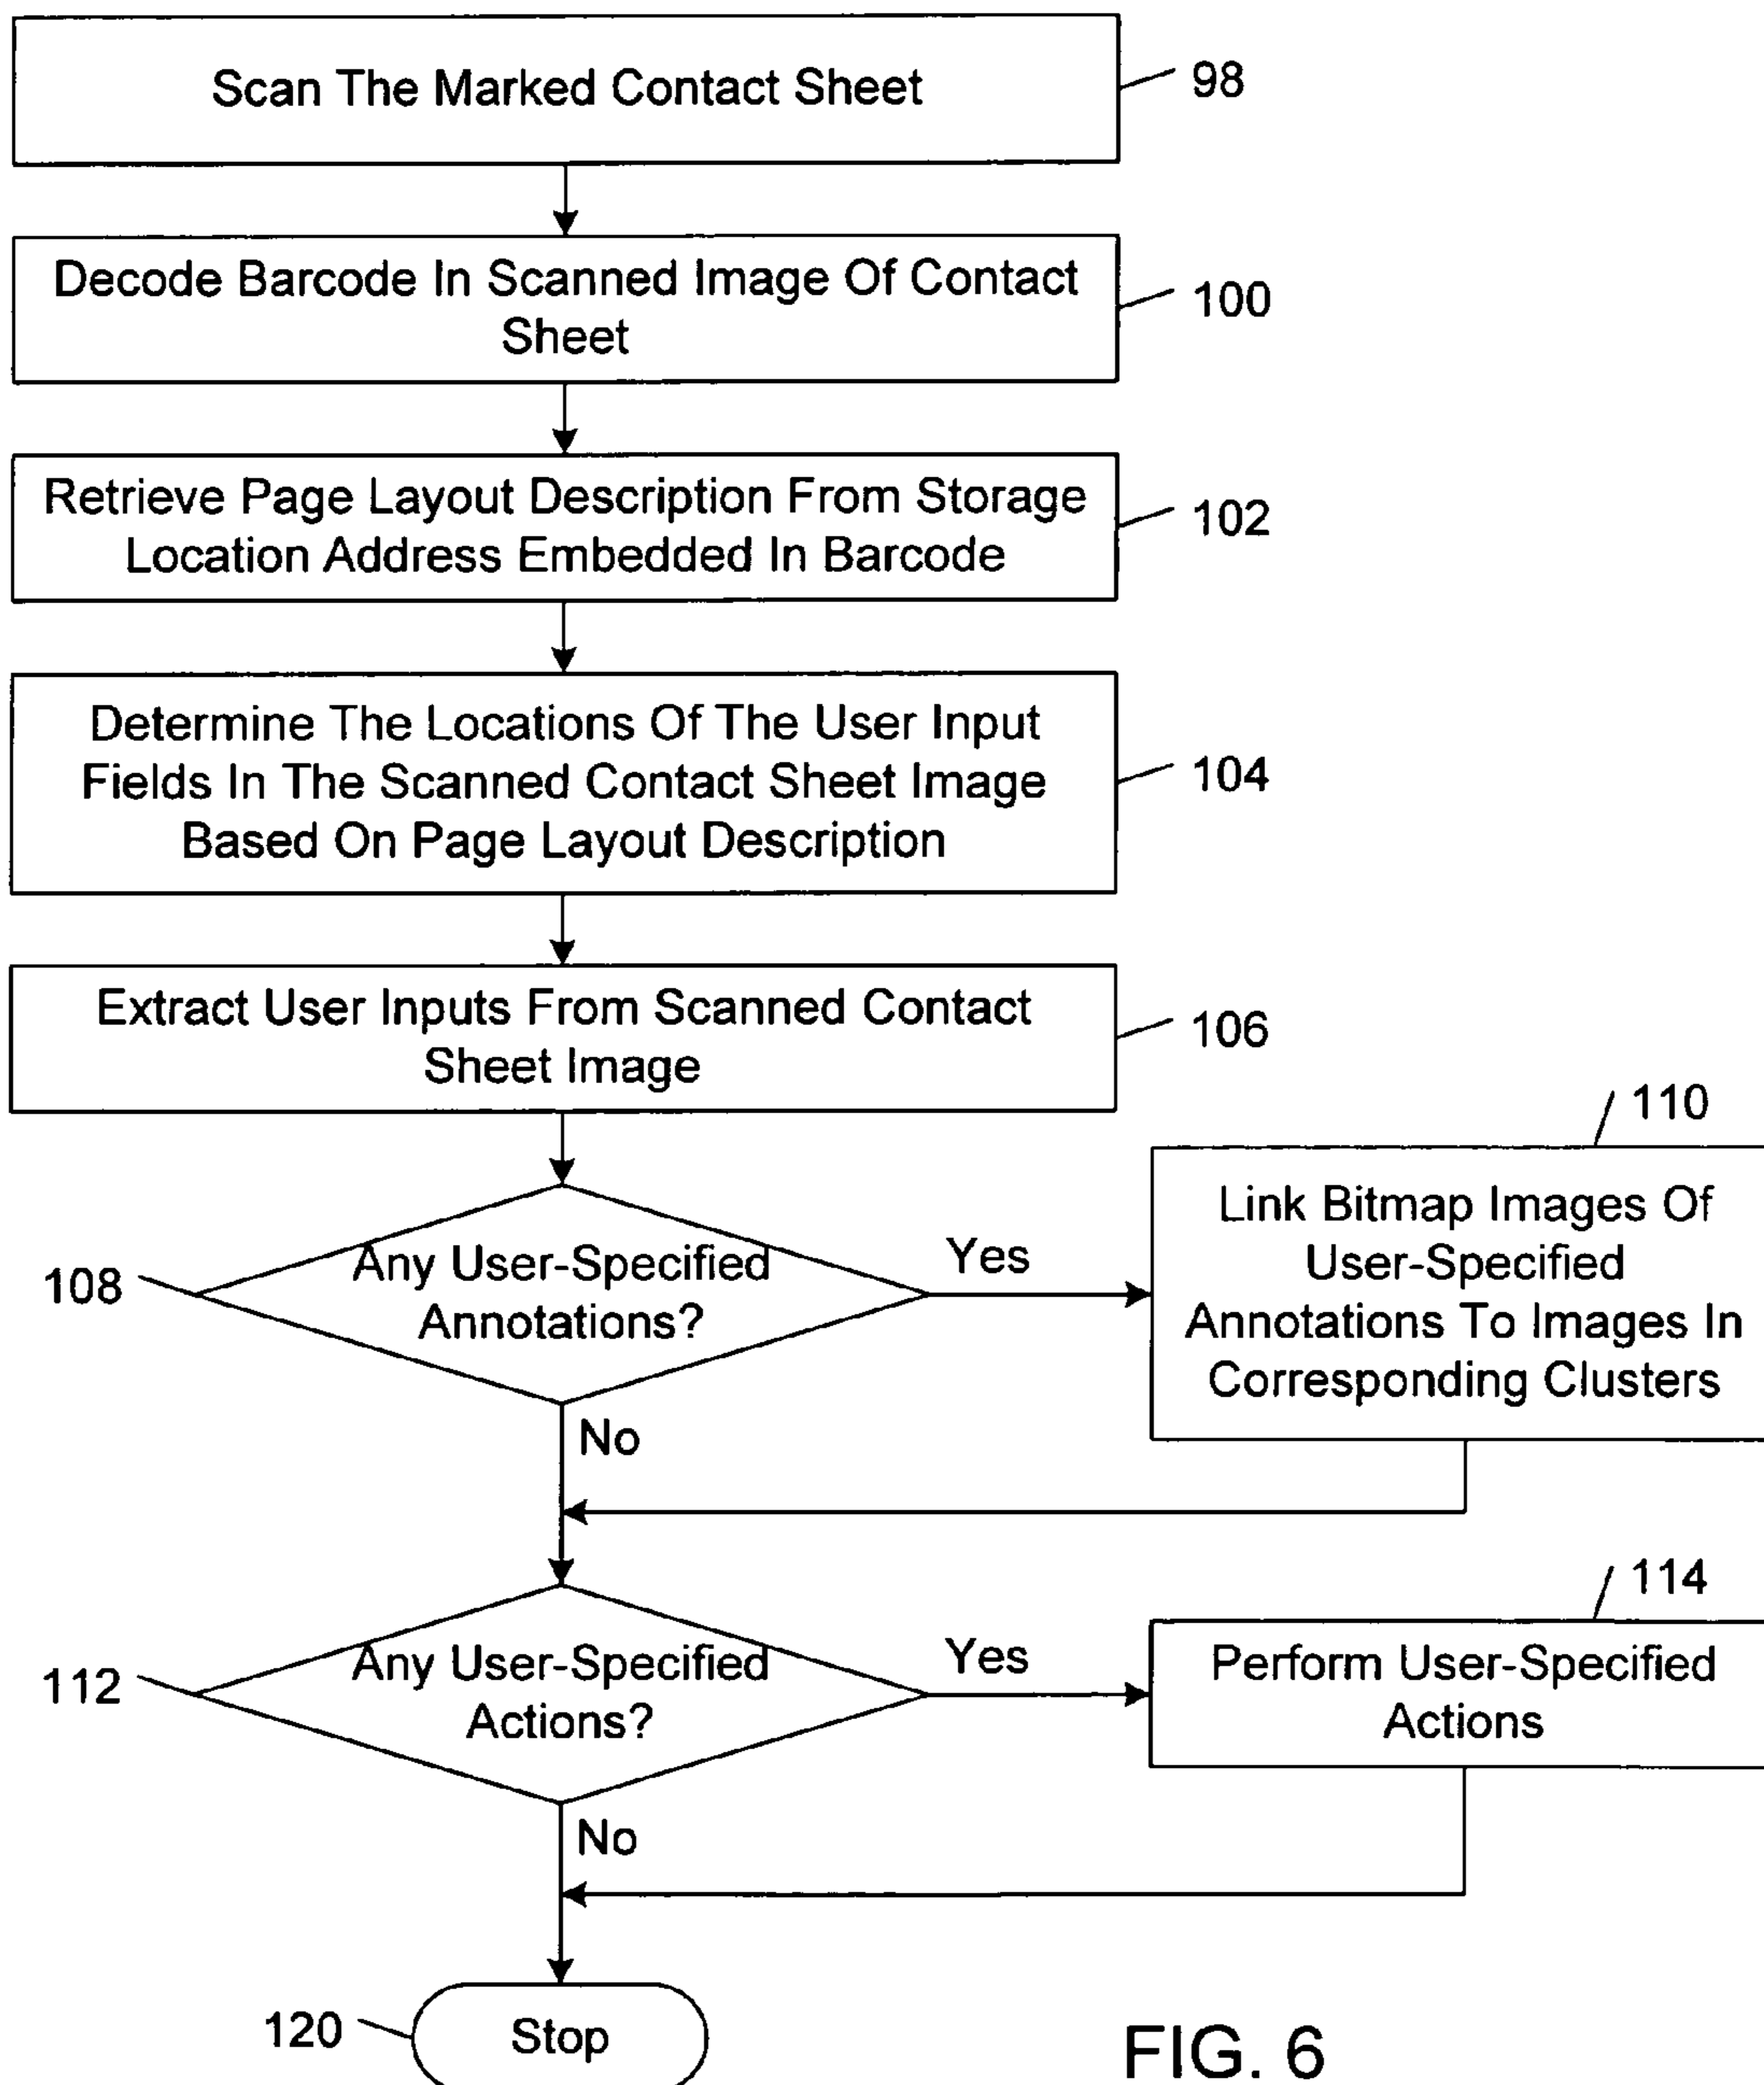 Scan The Marked Contact Sheet
98
Decode Barcode In Scanned Image Of Contact
Sheet
100
Retrieve Page Layout Description From Storage
Location Address Embedded In Barcode
102
Determine The Locations Of The User Input
Fields In The Scanned Contact Sheet Image
Based On Page Layout Description
104
Extract User Inputs From Scanned Contact
Sheet Image
106
108
Any User-Specified
Annotations?
Yes
No
110
Link Bitmap Images Of
User-Specified
Annotations To Images In
Corresponding Clusters
112
Any User-Specified
Actions?
Yes
No
114
Perform User-Specified
Actions
120
Stop
FIG. 6